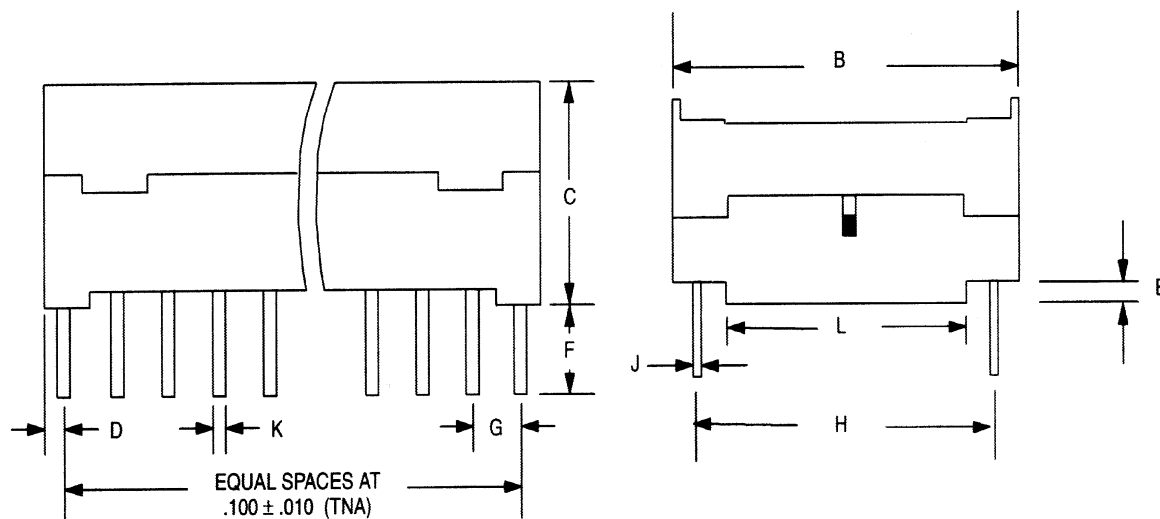 B
C
E
L
F
J
D
K
G
H
EQUAL SPACES AT
.100 ± .010 (TNA)